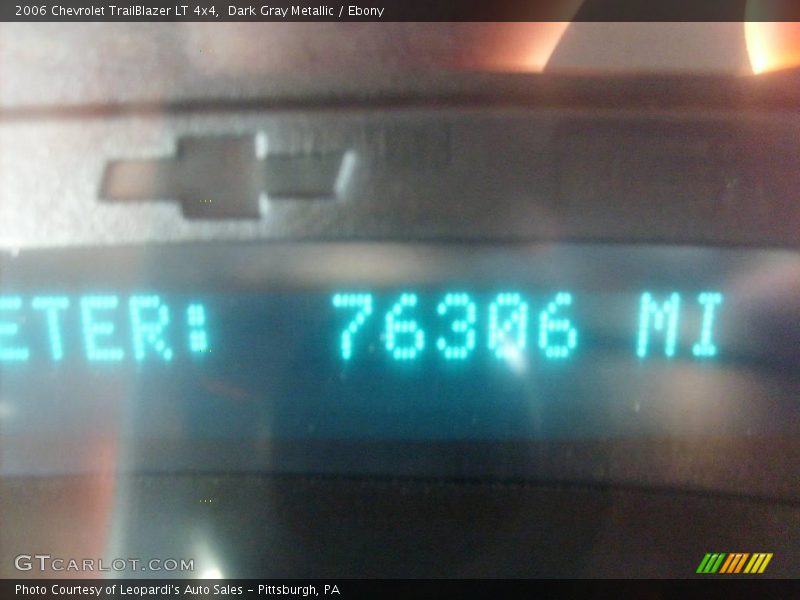 2006 Chevrolet TrailBlazer LT 4x4,  Dark Gray Metallic / Ebony
ETER:   76306 MI
GTCARLOT.COM
Photo Courtesy of Leopardi's Auto Sales - Pittsburgh, PA